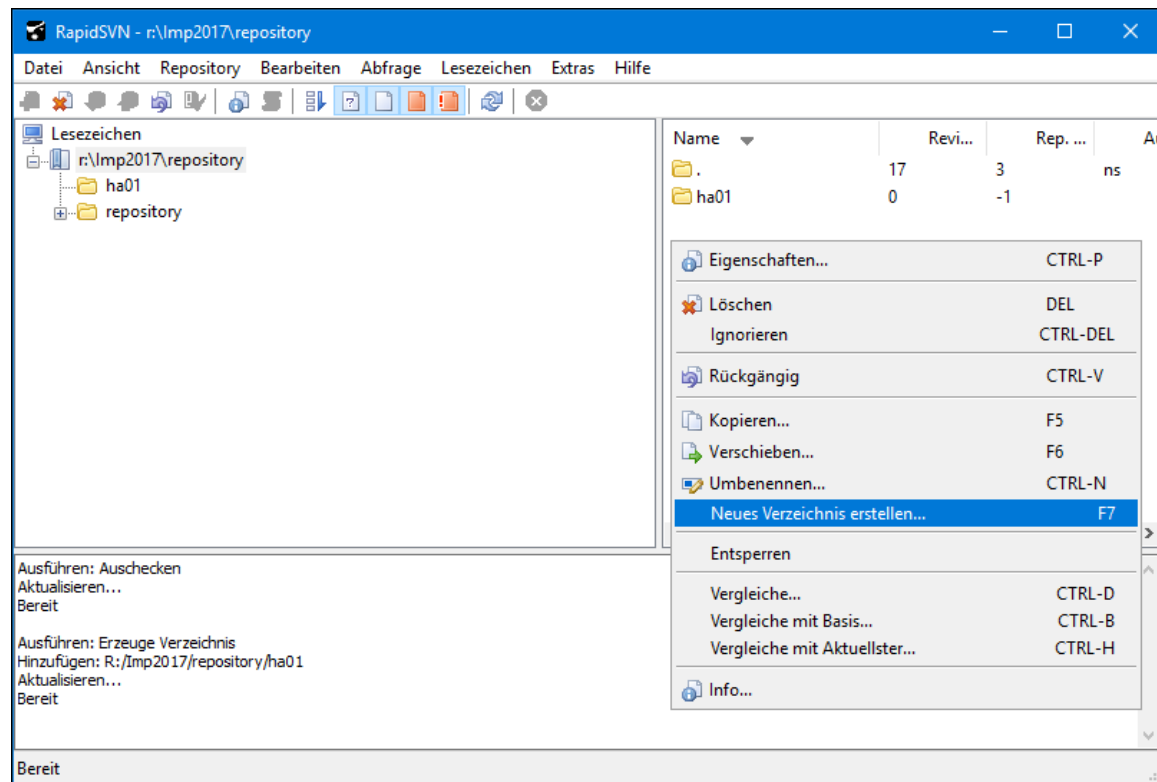 RapidSVN - r:\Imp2017\repository
Datei Ansicht Repository Bearbeiten Abfrage Lesezeichen Extras Hilfe
Lesezeichen
r:\Imp2017\repository
ha01
repository
Name Revi... Rep. ... A
. 17 3 ns
ha01 0 -1
Eigenschaften... CTRL-P
Löschen DEL
Ignorieren CTRL-DEL
Rückgängig CTRL-V
Kopieren... F5
Verschieben... F6
Umbenennen... CTRL-N
Neues Verzeichnis erstellen... F7
Entsperren
Vergleiche... CTRL-D
Vergleiche mit Basis... CTRL-B
Vergleiche mit Aktuellster... CTRL-H
Info...
Ausführen: Auschecken
Aktualisieren...
Bereit
Ausführen: Erzeuge Verzeichnis
Hinzufügen: R:/Imp2017/repository/ha01
Aktualisieren...
Bereit
Bereit